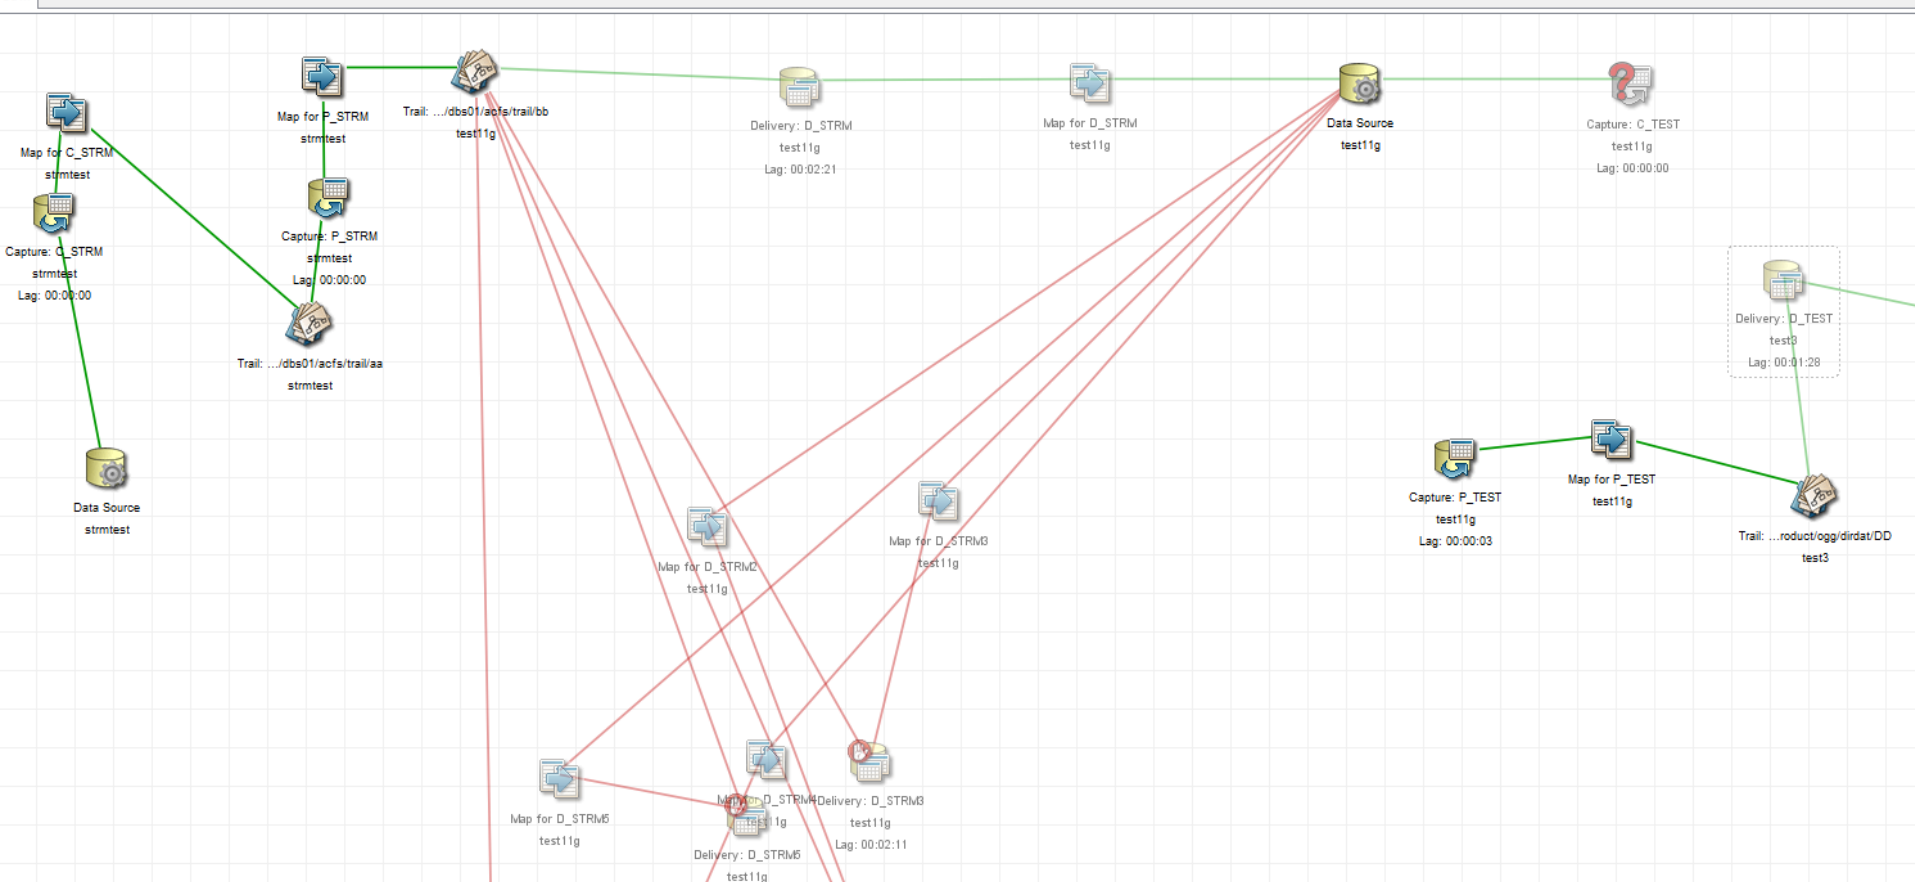 Map for P_STRM
strmtest
Trail: .../dbs01/acfs/trail/bb
test11g
Delivery: D_STRM
test11g
Lag: 00:02:21
Map for D_STRM
test11g
Data Source
test11g
Capture: C_TEST
test11g
Lag: 00:00:00
Map for C_STRM
strmtest
Capture: C_STRM
strmtest
Lag: 00:00:00
Capture: P_STRM
strmtest
Lag: 00:00:00
Trail: .../dbs01/acfs/trail/aa
strmtest
Delivery: D_TEST
test3
Lag: 00:01:28
Data Source
strmtest
Capture: P_TEST
test11g
Lag: 00:00:03
Map for P_TEST
test11g
Trail: ...roduct/ogg/dirdat/DD
test3
Map for D_STRM2
test11g
Map for D_STRM3
test11g
Map for D_STRM5
test11g
Map for D_STRM4
test11g
Delivery: D_STRM3
test11g
Lag: 00:02:11
Delivery: D_STRM5
test11g